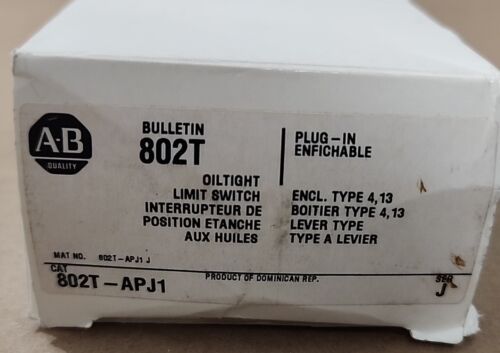 A-B
QUALITY
BULLETIN
802T
PLUG-IN
ENFICHABLE
OILTIGHT
LIMIT SWITCH
INTERRUPTEUR DE
POSITION ETANCHE
AUX HUILES
ENCL. TYPE 4,13
BOITIER TYPE 4,13
LEVER TYPE
TYPE A LEVIER
MAT NO. 802T-APJ1 J
CAT
802T-APJ1
PRODUCT OF DOMINICAN REP.
SER
J